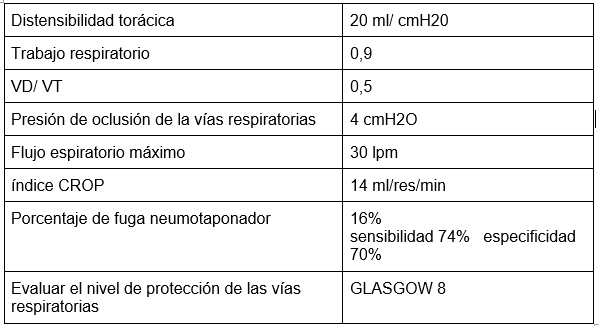 Distensibilidad torácica 20 ml/ cmH20
Trabajo respiratorio 0,9
VD/ VT 0,5
Presión de oclusión de la vías respiratorias 4 cmH2O
Flujo espiratorio máximo 30 lpm
índice CROP 14 ml/res/min
Porcentaje de fuga neumotaponador 16%
sensibilidad 74% especificidad
70%
Evaluar el nivel de protección de las vías GLASGOW 8
respiratorias